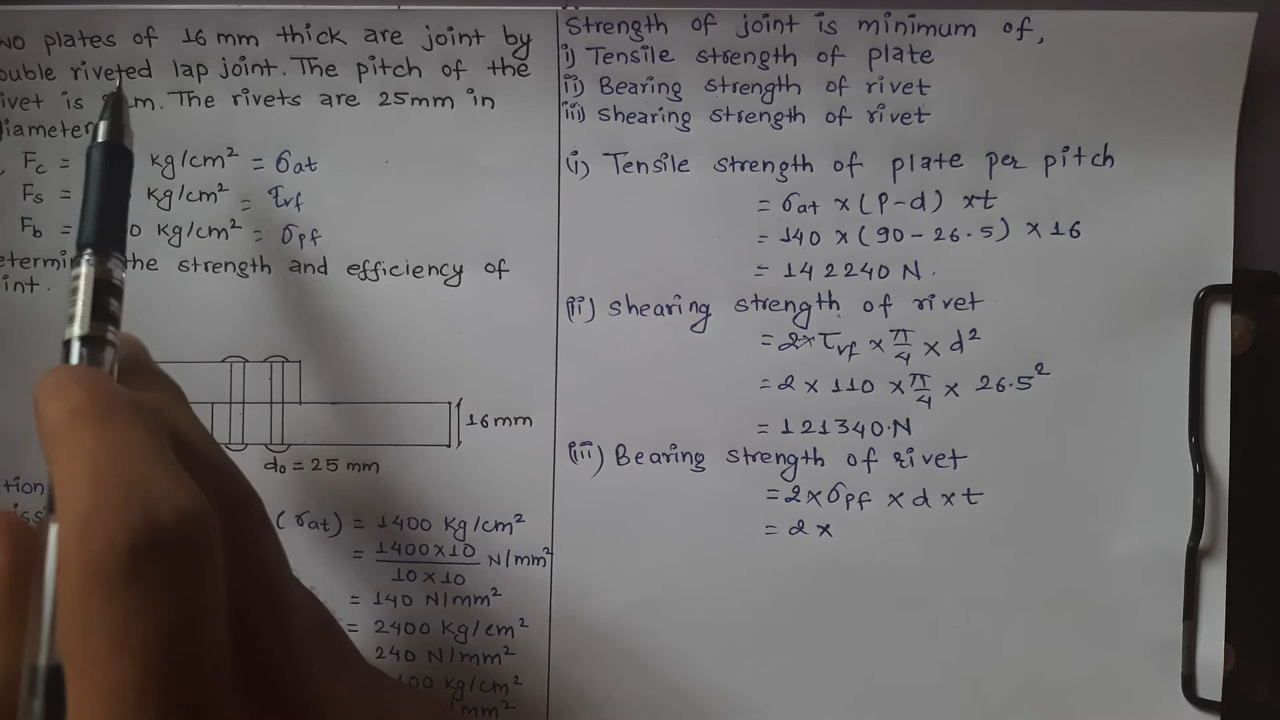 wo plates of 16 mm thick are joint by
ouble riveted lap joint. The pitch of the
ivet is m. The rivets are 25mm in
iameter
Fc = kg/cm² = σat
Fs = kg/cm² = τvf
Fb = 0 kg/cm² = σpf
etermin the strength and efficiency of
int.
16mm
do = 25 mm
tion
(σat) = 1400 kg/cm²
= 1400×10 / 10×10 N/mm²
= 140 N/mm²
= 2400 kg/cm²
240 N/mm²
00 kg/cm²
mm²
Strength of joint is minimum of,
i) Tensile strength of plate
ii) Bearing strength of rivet
iii) shearing strength of rivet
(i) Tensile strength of plate per pitch
= σat × (P-d) ×t
= 140 × (90 - 26.5) × 16
= 142240 N.
(ii) shearing strength of rivet
= 2× τvf × π/4 × d²
= 2 × 110 × π/4 × 26.5²
= 121340.N
(iii) Bearing strength of rivet
= 2 × σpf × d × t
= 2 ×